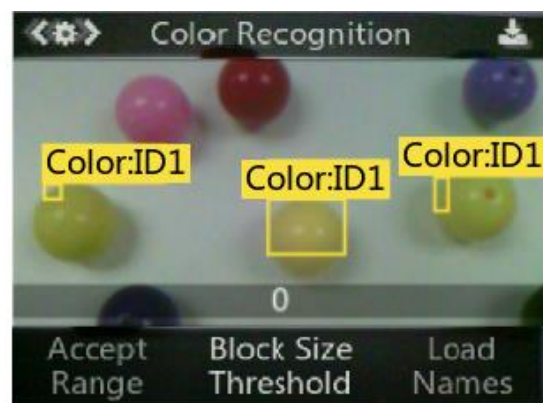 Color Recognition
Color:ID1
Color:ID1
Color:ID1
0
Accept Range
Block Size Threshold
Load Names